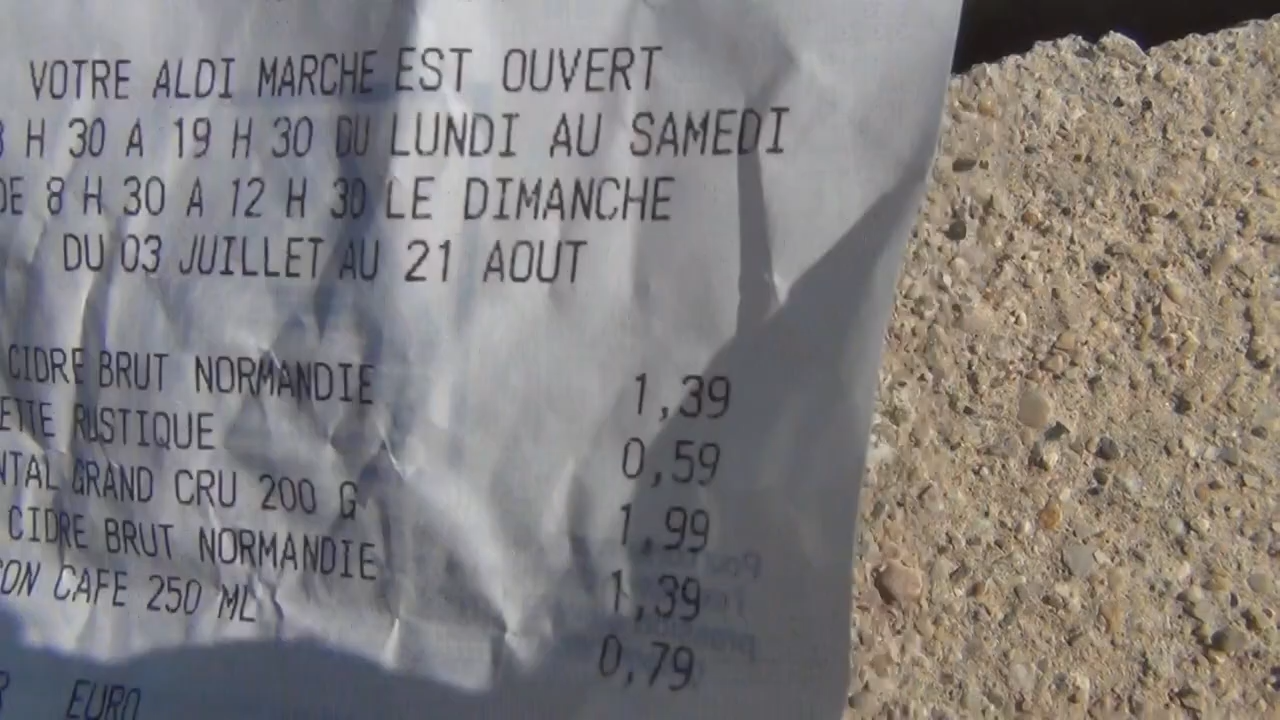 VOTRE ALDI MARCHE EST OUVERT
H 30 A 19 H 30 DU LUNDI AU SAMEDI
DE 8 H 30 A 12 H 30 LE DIMANCHE
DU 03 JUILLET AU 21 AOUT
CIDRE BRUT NORMANDIE 1,39
ETTE RUSTIQUE 0,59
NTAL GRAND CRU 200 G 1,99
CIDRE BRUT NORMANDIE 1,39
ON CAFE 250 ML 0,79
EURO